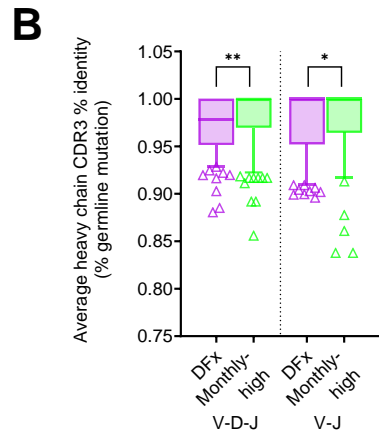 B
Average heavy chain CDR3 % identity
(% germline mutation)
1.05
1.00
0.95
0.90
0.85
0.80
0.75
**
*
DFx
Monthly-
high
DFx
Monthly-
high
V-D-J
V-J